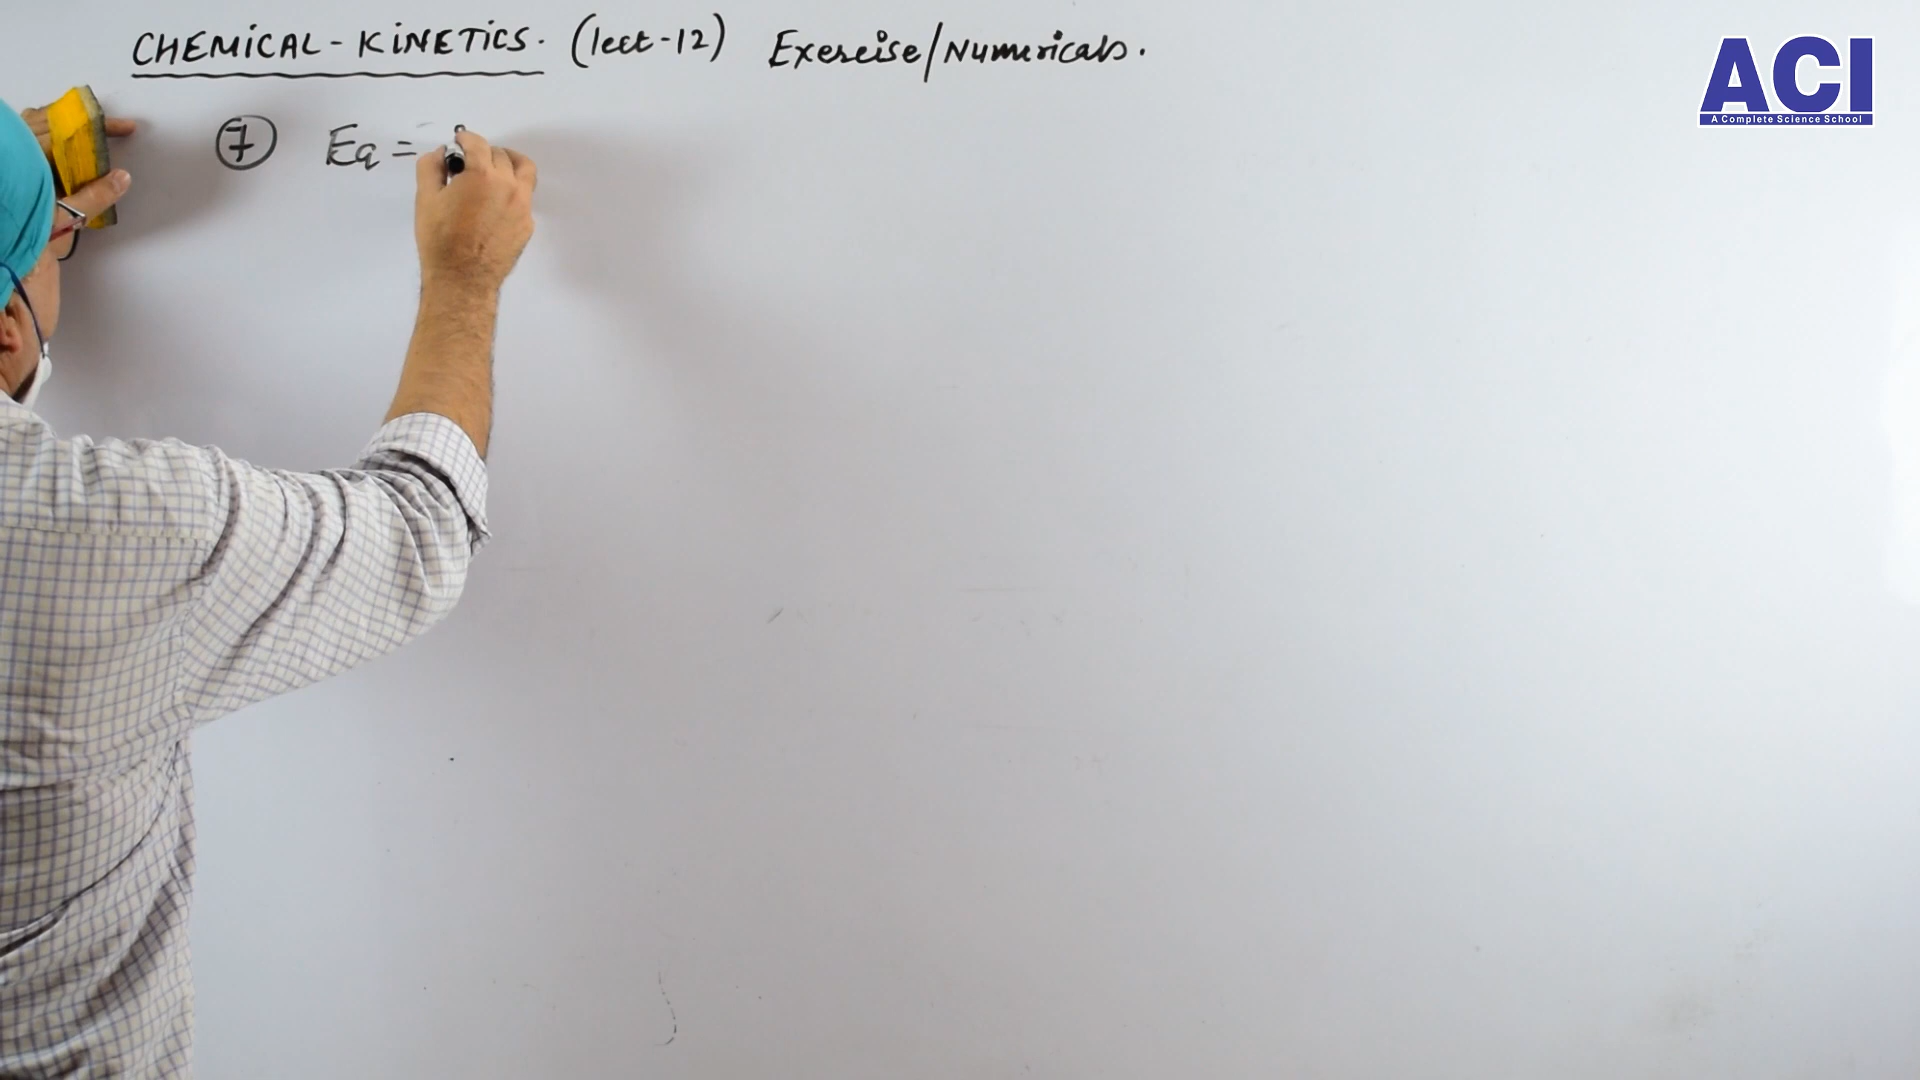 CHEMICAL-KINETICS. (lect-12) Exercise/Numericals.
ACI
A Complete Science School
7 Ea =